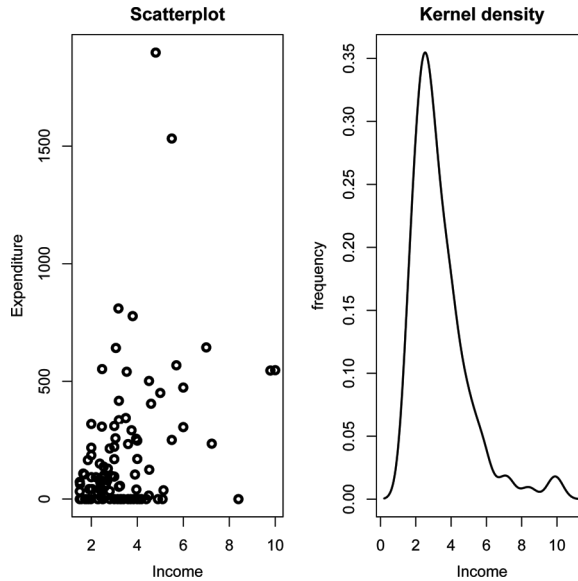 Scatterplot
Expenditure
1500
1000
500
0
2 4 6 8 10
Income
Kernel density
frequency
0.35
0.30
0.25
0.20
0.15
0.10
0.05
0.00
0 2 4 6 8 10
Income